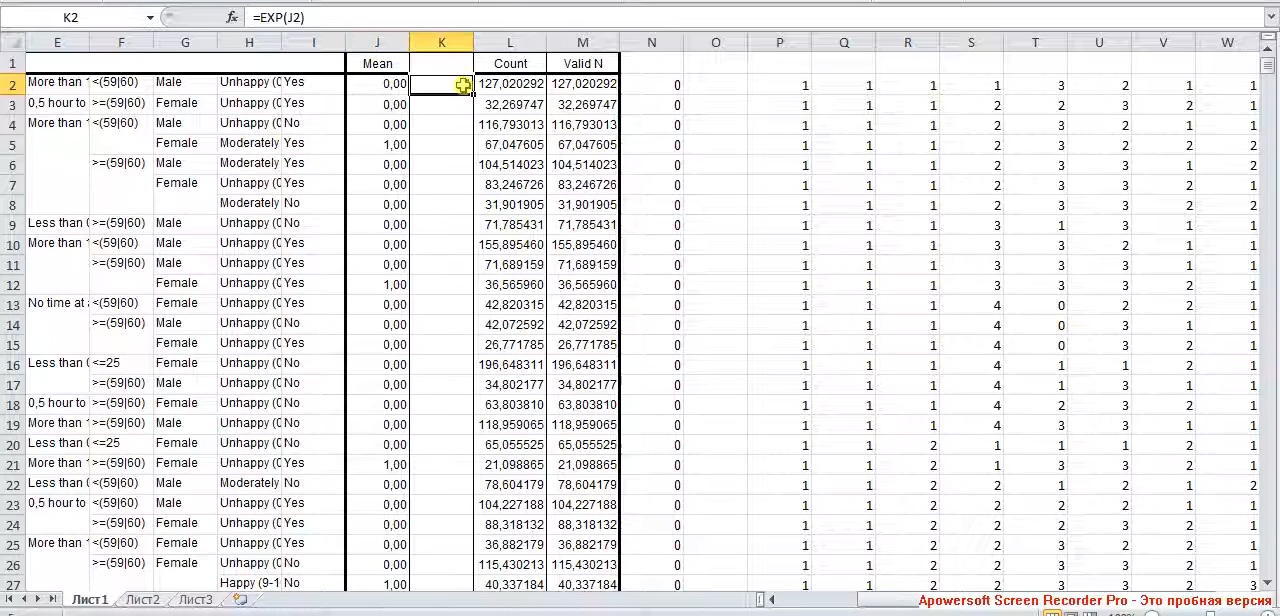 K2 fx =EXP(J2)
E F G H I J K L M N O P Q R S T U V W
1 Mean Count Valid N
2 More than <(59|60) Male Unhappy (0 Yes 0,00 127,020292 127,020292 0 1 1 1 1 3 2 1 1
3 0,5 hour to >=(59|60) Female Unhappy (0 Yes 0,00 32,269747 32,269747 0 1 1 1 2 2 3 2 1
4 More than <(59|60) Male Unhappy (0 No 0,00 116,793013 116,793013 0 1 1 1 2 3 2 1 1
5 Female Moderately Yes 1,00 67,047605 67,047605 0 1 1 1 2 3 2 2 2
6 >=(59|60) Male Moderately Yes 0,00 104,514023 104,514023 0 1 1 1 2 3 3 1 2
7 Female Unhappy (0 Yes 0,00 83,246726 83,246726 0 1 1 1 2 3 3 2 1
8 Moderately No 0,00 31,901905 31,901905 0 1 1 1 2 3 3 2 2
9 Less than >=(59|60) Male Unhappy (0 No 0,00 71,785431 71,785431 0 1 1 1 3 1 3 1 1
10 More than <(59|60) Male Unhappy (0 Yes 0,00 155,895460 155,895460 0 1 1 1 3 3 2 1 1
11 >=(59|60) Male Unhappy (0 Yes 0,00 71,689159 71,689159 0 1 1 1 3 3 3 1 1
12 Female Unhappy (0 Yes 1,00 36,565960 36,565960 0 1 1 1 3 3 3 2 1
13 No time at <(59|60) Female Unhappy (0 Yes 0,00 42,820315 42,820315 0 1 1 1 4 0 2 2 1
14 >=(59|60) Male Unhappy (0 No 0,00 42,072592 42,072592 0 1 1 1 4 0 3 1 1
15 Female Unhappy (0 Yes 0,00 26,771785 26,771785 0 1 1 1 4 0 3 2 1
16 Less than <=25 Female Unhappy (0 No 0,00 196,648311 196,648311 0 1 1 1 4 1 1 2 1
17 >=(59|60) Male Unhappy (0 No 0,00 34,802177 34,802177 0 1 1 1 4 1 3 1 1
18 0,5 hour to >=(59|60) Female Unhappy (0 No 0,00 63,803810 63,803810 0 1 1 1 4 2 3 2 1
19 More than >=(59|60) Male Unhappy (0 No 0,00 118,959065 118,959065 0 1 1 1 4 3 3 1 1
20 Less than <=25 Female Unhappy (0 No 0,00 65,055525 65,055525 0 1 1 2 1 1 1 2 1
21 More than >=(59|60) Female Unhappy (0 Yes 1,00 21,098865 21,098865 0 1 1 2 1 3 3 2 1
22 Less than <(59|60) Male Moderately No 0,00 78,604179 78,604179 0 1 1 2 2 1 2 1 2
23 0,5 hour to <(59|60) Male Unhappy (0 Yes 0,00 104,227188 104,227188 0 1 1 2 2 2 2 1 1
24 >=(59|60) Female Unhappy (0 Yes 0,00 88,318132 88,318132 0 1 1 2 2 2 3 2 1
25 More than <(59|60) Female Unhappy (0 Yes 0,00 36,882179 36,882179 0 1 1 2 2 3 2 2 1
26 >=(59|60) Female Unhappy (0 No 0,00 115,430213 115,430213 0 1 1 2 2 3 3 2 1
27 Happy (9-1 No 1,00 40,337184 40,337184 0 1 1 2 2 3 3 2 3
Лист1 Лист2 Лист3
Apowersoft Screen Recorder Pro - Это пробная версия